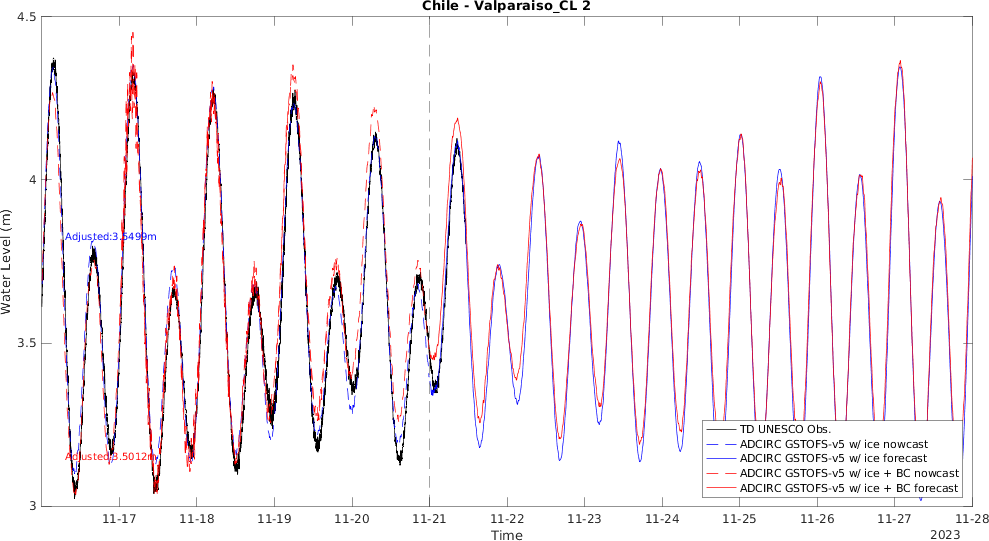 Chile - Valparaiso_CL 2
4.5
4
3.5
3
Water Level (m)
Adjusted:3.5499m
Adjusted:3.5012m
TD UNESCO Obs.
ADCIRC GSTOFS-v5 w/ ice nowcast
ADCIRC GSTOFS-v5 w/ ice forecast
ADCIRC GSTOFS-v5 w/ ice + BC nowcast
ADCIRC GSTOFS-v5 w/ ice + BC forecast
11-17 11-18 11-19 11-20 11-21 11-22 11-23 11-24 11-25 11-26 11-27 11-28
Time
2023